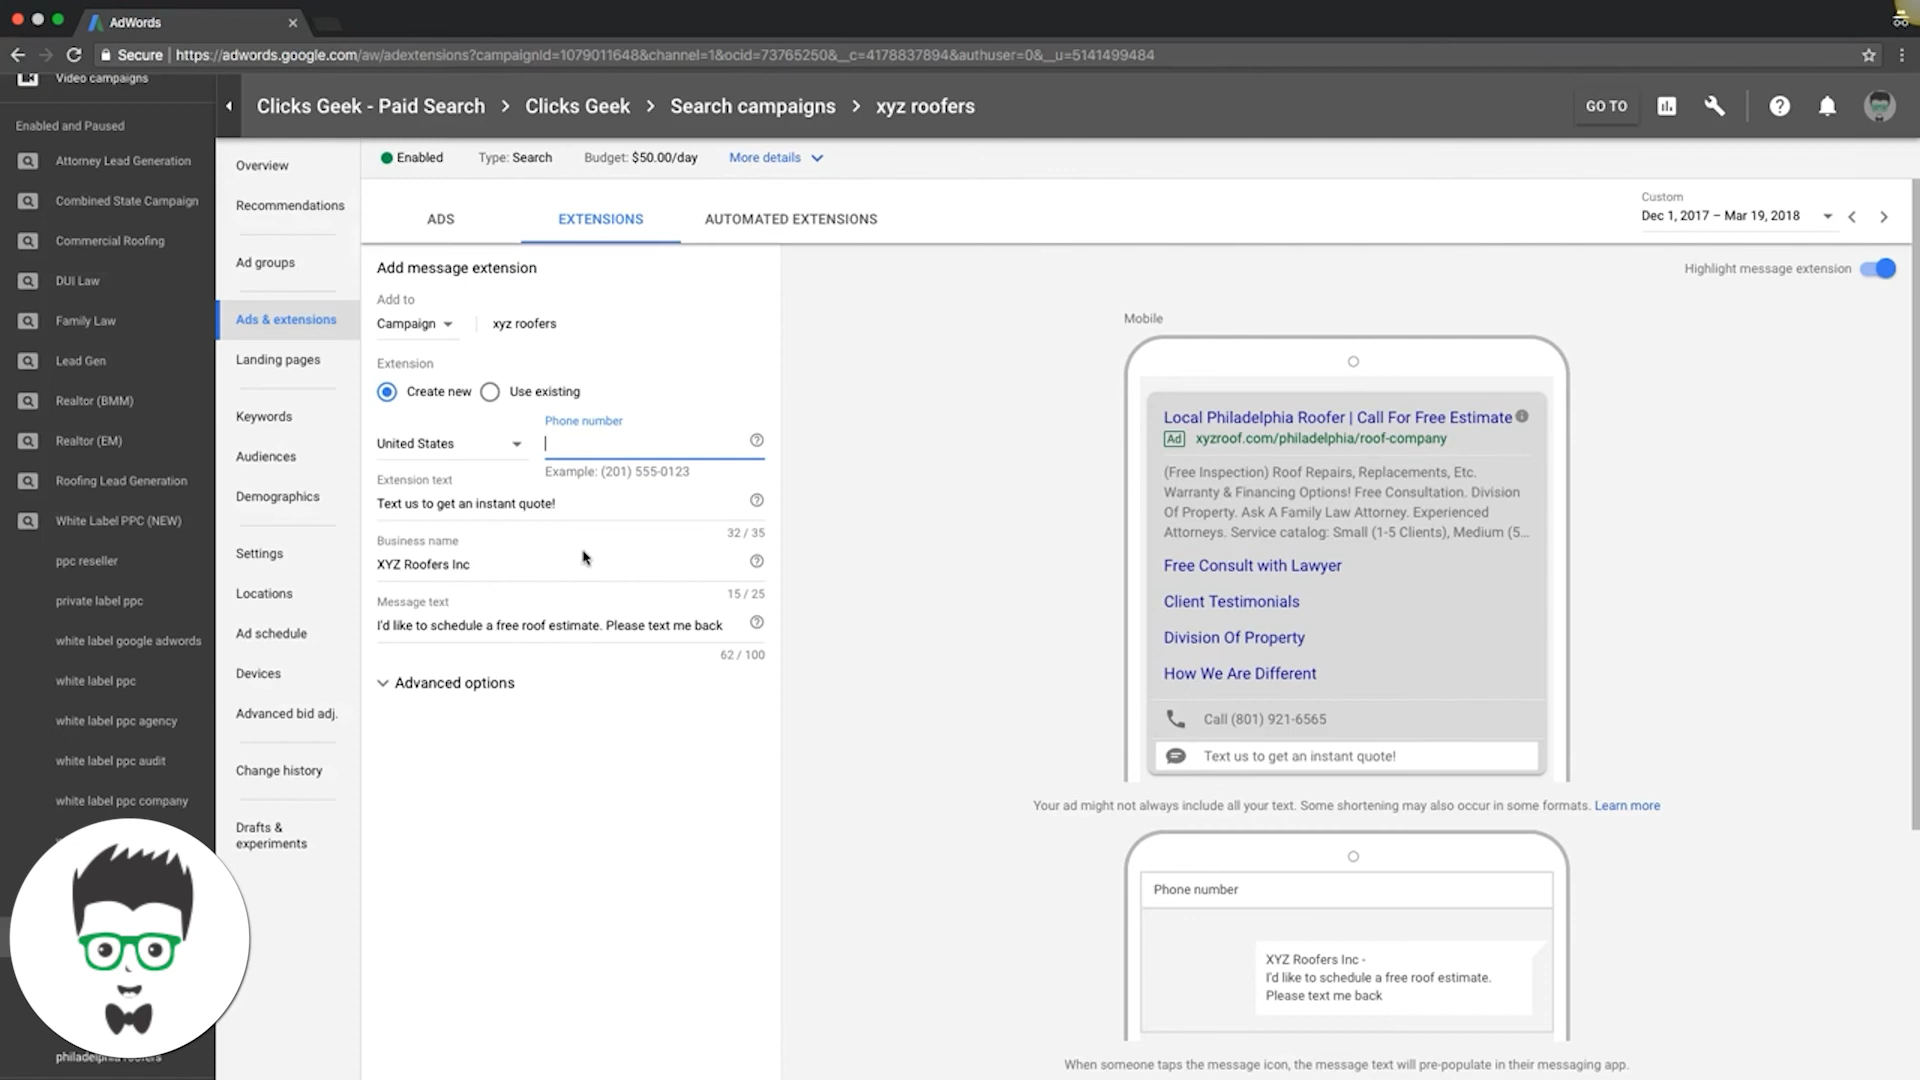 AdWords
Secure | https://adwords.google.com/aw/adextensions?campaignId=1079011648&channel=1&ocid=73765250&__c=4178837894&authuser=0&__u=5141499484
Video campaigns
Clicks Geek - Paid Search > Clicks Geek > Search campaigns > xyz roofers
GO TO
Enabled and Paused
Attorney Lead Generation
Combined State Campaign
Commercial Roofing
DUI Law
Family Law
Lead Gen
Realtor (BMM)
Realtor (EM)
Roofing Lead Generation
White Label PPC (NEW)
ppc reseller
private label ppc
white label google adwords
white label ppc
white label ppc agency
white label ppc audit
white label ppc company
Overview
Recommendations
Ad groups
Ads & extensions
Landing pages
Keywords
Audiences
Demographics
Settings
Locations
Ad schedule
Devices
Advanced bid adj.
Change history
Drafts &
experiments
Enabled Type: Search Budget: $50.00/day More details
ADS EXTENSIONS AUTOMATED EXTENSIONS
Custom
Dec 1, 2017 – Mar 19, 2018
Add message extension
Add to
Campaign xyz roofers
Extension
Create new Use existing
Phone number
United States
Example: (201) 555-0123
Extension text
Text us to get an instant quote!
32 / 35
Business name
XYZ Roofers Inc
15 / 25
Message text
I'd like to schedule a free roof estimate. Please text me back
62 / 100
Advanced options
Highlight message extension
Mobile
Local Philadelphia Roofer | Call For Free Estimate
Ad xyzroof.com/philadelphia/roof-company
(Free Inspection) Roof Repairs, Replacements, Etc.
Warranty & Financing Options! Free Consultation. Division
Of Property. Ask A Family Law Attorney. Experienced
Attorneys. Service catalog: Small (1-5 Clients), Medium (5...
Free Consult with Lawyer
Client Testimonials
Division Of Property
How We Are Different
Call (801) 921-6565
Text us to get an instant quote!
Your ad might not always include all your text. Some shortening may also occur in some formats. Learn more
Phone number
XYZ Roofers Inc -
I'd like to schedule a free roof estimate.
Please text me back
When someone taps the message icon, the message text will pre-populate in their messaging app.